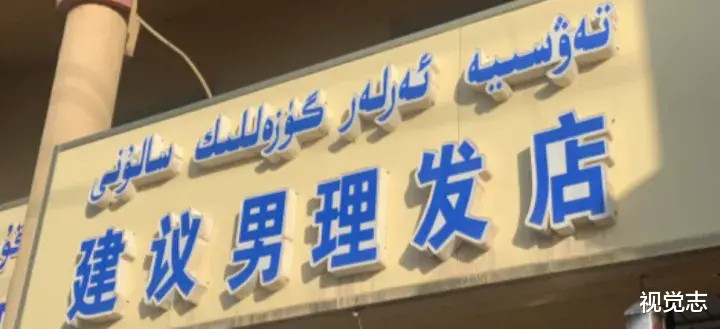 تەۋسىيە ئەرلەر گۈزەللىك سالونى
建议男理发店
视觉志